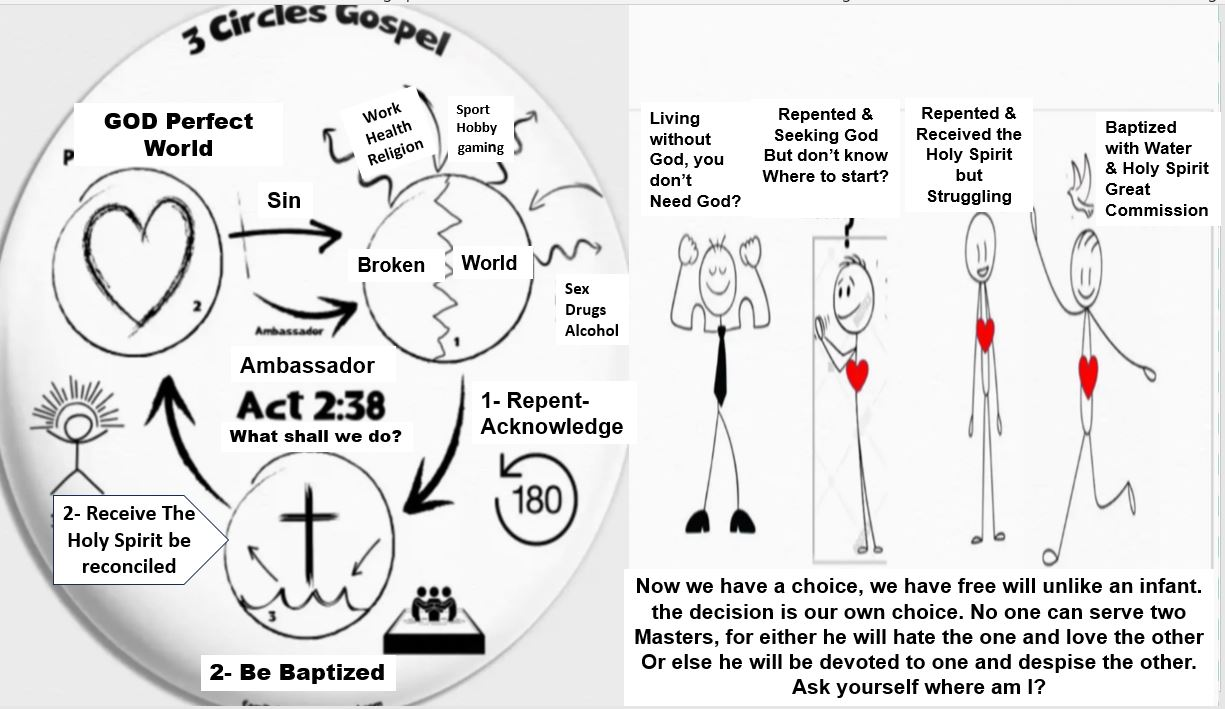 3 Circles Gospel
GOD Perfect
World
P
2
Sin
Ambassador
Work
Health
Religion
Sport
Hobby
gaming
Broken
World
1
Sex
Drugs
Alcohol
Ambassador
Act 2:38
What shall we do?
1- Repent-
Acknowledge
180
2- Receive The
Holy Spirit be
reconciled
3
2- Be Baptized
Living
without
God, you
don't
Need God?
Repented &
Seeking God
But don't know
Where to start?
Repented &
Received the
Holy Spirit
but
Struggling
Baptized
with Water
& Holy Spirit
Great
Commission
Now we have a choice, we have free will unlike an infant.
the decision is our own choice. No one can serve two
Masters, for either he will hate the one and love the other
Or else he will be devoted to one and despise the other.
Ask yourself where am I?